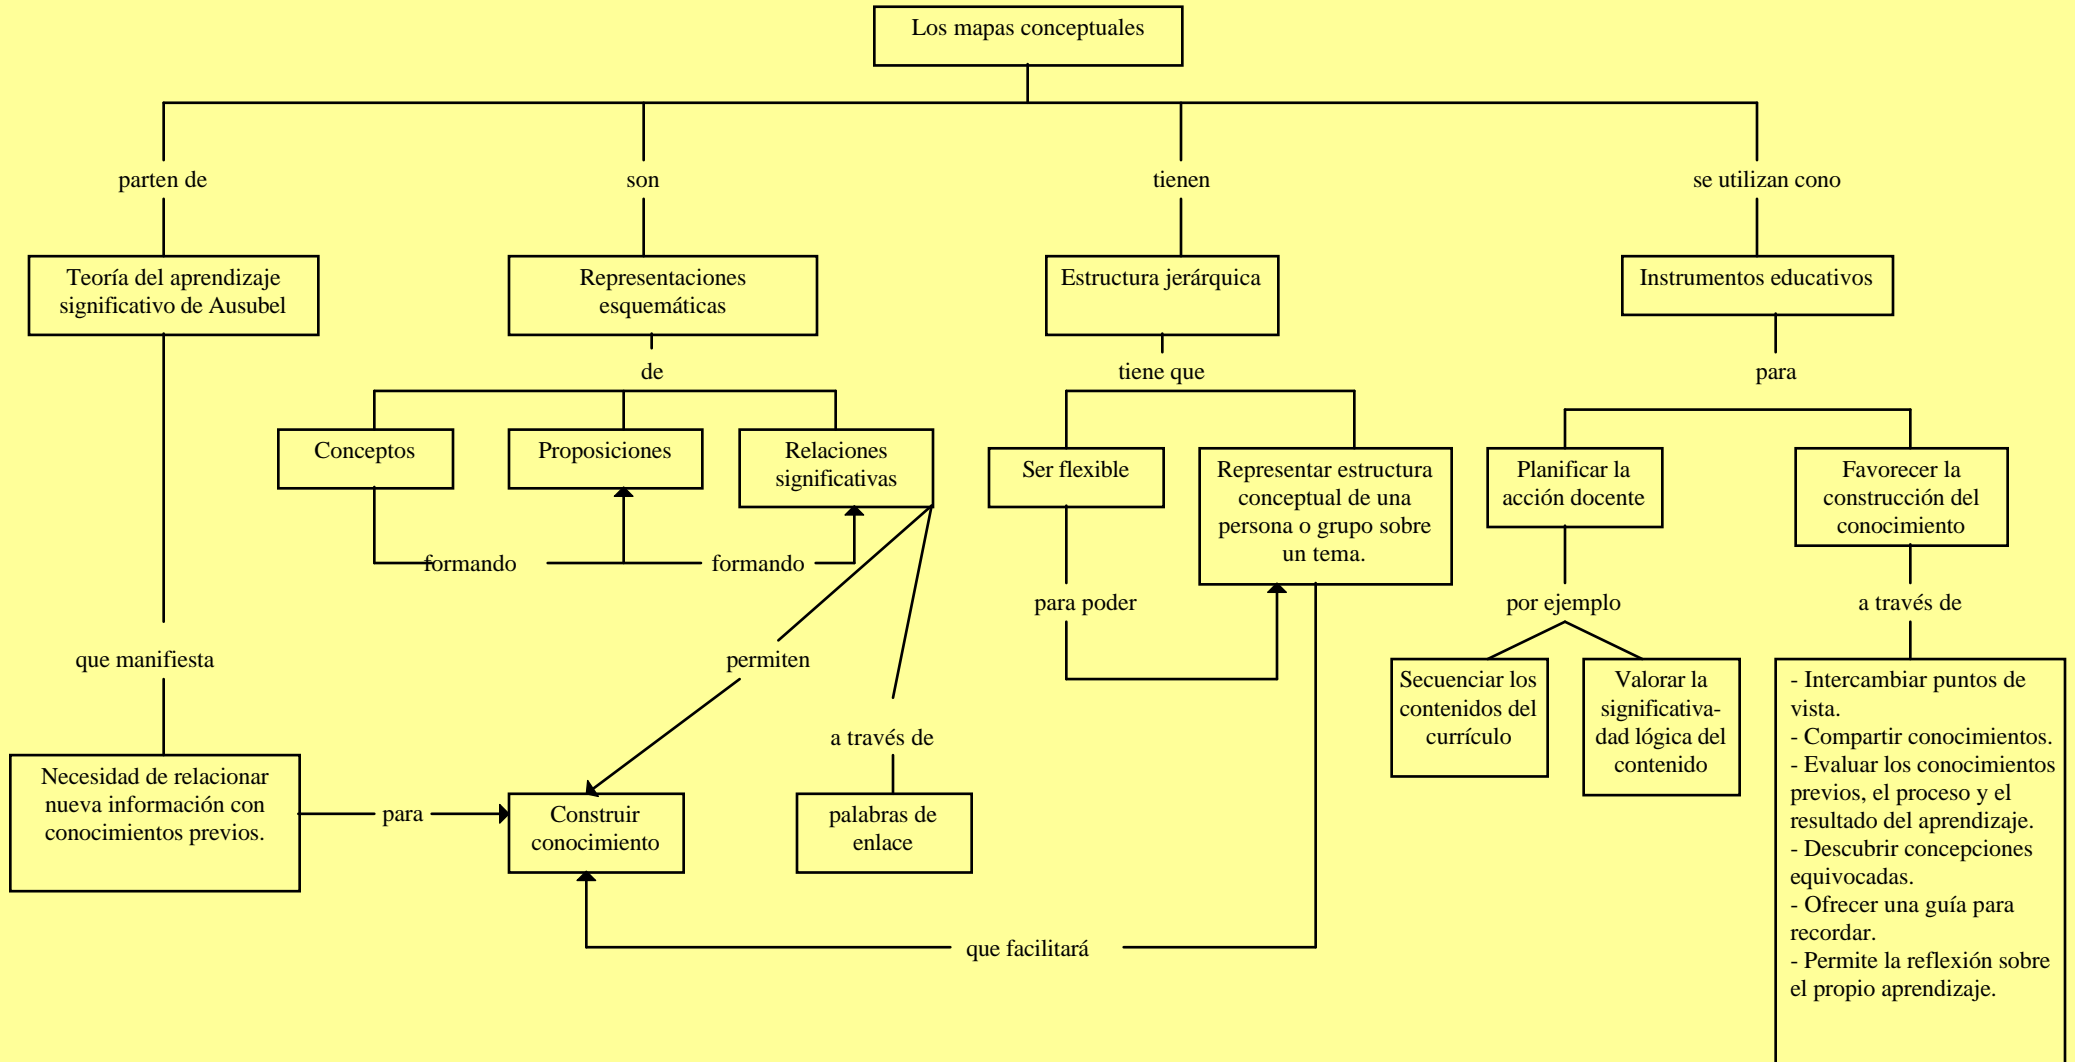 Los mapas conceptuales
parten de
son
tienen
se utilizan cono
Teoría del aprendizaje
significativo de Ausubel
Representaciones
esquemáticas
Estructura jerárquica
Instrumentos educativos
de
tiene que
para
Conceptos
Proposiciones
Relaciones
significativas
Ser flexible
Representar estructura
conceptual de una
persona o grupo sobre
un tema.
Planificar la
acción docente
Favorecer la
construcción del
conocimiento
formando
formando
para poder
por ejemplo
a través de
que manifiesta
permiten
Secuenciar los
contenidos del
currículo
Valorar la
significativa-
dad lógica del
contenido
- Intercambiar puntos de
vista.
- Compartir conocimientos.
- Evaluar los conocimientos
previos, el proceso y el
resultado del aprendizaje.
- Descubrir concepciones
equivocadas.
- Ofrecer una guía para
recordar.
- Permite la reflexión sobre
el propio aprendizaje.
a través de
Necesidad de relacionar
nueva información con
conocimientos previos.
para
Construir
conocimiento
palabras de
enlace
que facilitará